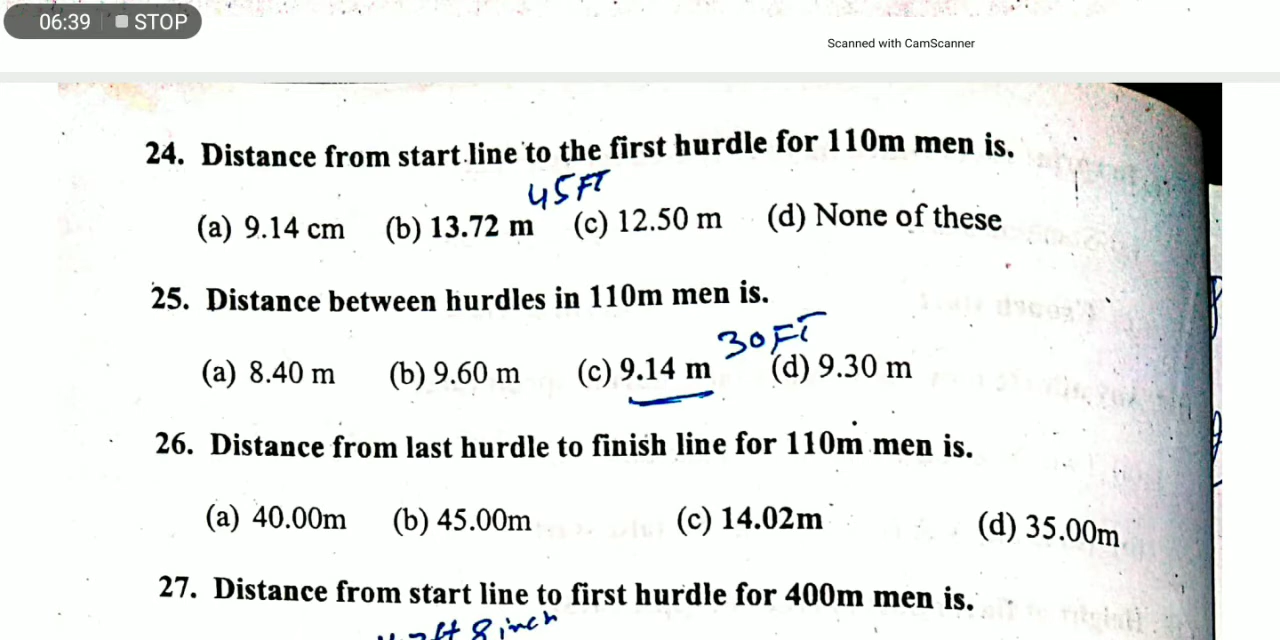 06:39 STOP
Scanned with CamScanner
24. Distance from start line to the first hurdle for 110m men is.
45 FT
(a) 9.14 cm (b) 13.72 m (c) 12.50 m (d) None of these
25. Distance between hurdles in 110m men is.
30 FT
(a) 8.40 m (b) 9.60 m (c) 9.14 m (d) 9.30 m
26. Distance from last hurdle to finish line for 110m men is.
(a) 40.00m (b) 45.00m (c) 14.02m (d) 35.00m
27. Distance from start line to first hurdle for 400m men is.
8 inch